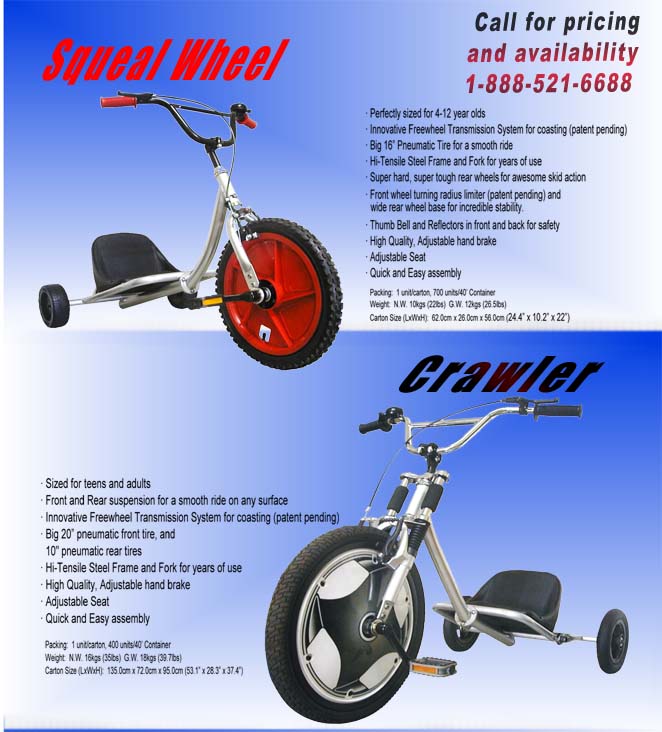 Squeal Wheel
Call for pricing
and availability
1-888-521-6688
· Perfectly sized for 4-12 year olds
· Innovative Freewheel Transmission System for coasting (patent pending)
· Big 16" Pneumatic Tire for a smooth ride
· Hi-Tensile Steel Frame and Fork for years of use
· Super hard, super tough rear wheels for awesome skid action
· Front wheel turning radius limiter (patent pending) and
wide rear wheel base for incredible stability.
· Thumb Bell and Reflectors in front and back for safety
· High Quality, Adjustable hand brake
· Adjustable Seat
· Quick and Easy assembly
Packing: 1 unit/carton, 700 units/40' Container
Weight: N.W. 10kgs (22lbs) G.W. 12kgs (26.5lbs)
Carton Size (LxWxH): 62.0cm x 26.0cm x 56.0cm (24.4" x 10.2" x 22")
Crawler
· Sized for teens and adults
· Front and Rear suspension for a smooth ride on any surface
· Innovative Freewheel Transmission System for coasting (patent pending)
· Big 20" pneumatic front tire, and
10" pneumatic rear tires
· Hi-Tensile Steel Frame and Fork for years of use
· High Quality, Adjustable hand brake
· Adjustable Seat
· Quick and Easy assembly
Packing: 1 unit/carton, 400 units/40' Container
Weight: N.W. 16kgs (35lbs) G.W. 18kgs (39.7lbs)
Carton Size (LxWxH): 135.0cm x 72.0cm x 95.0cm (53.1" x 28.3" x 37.4")